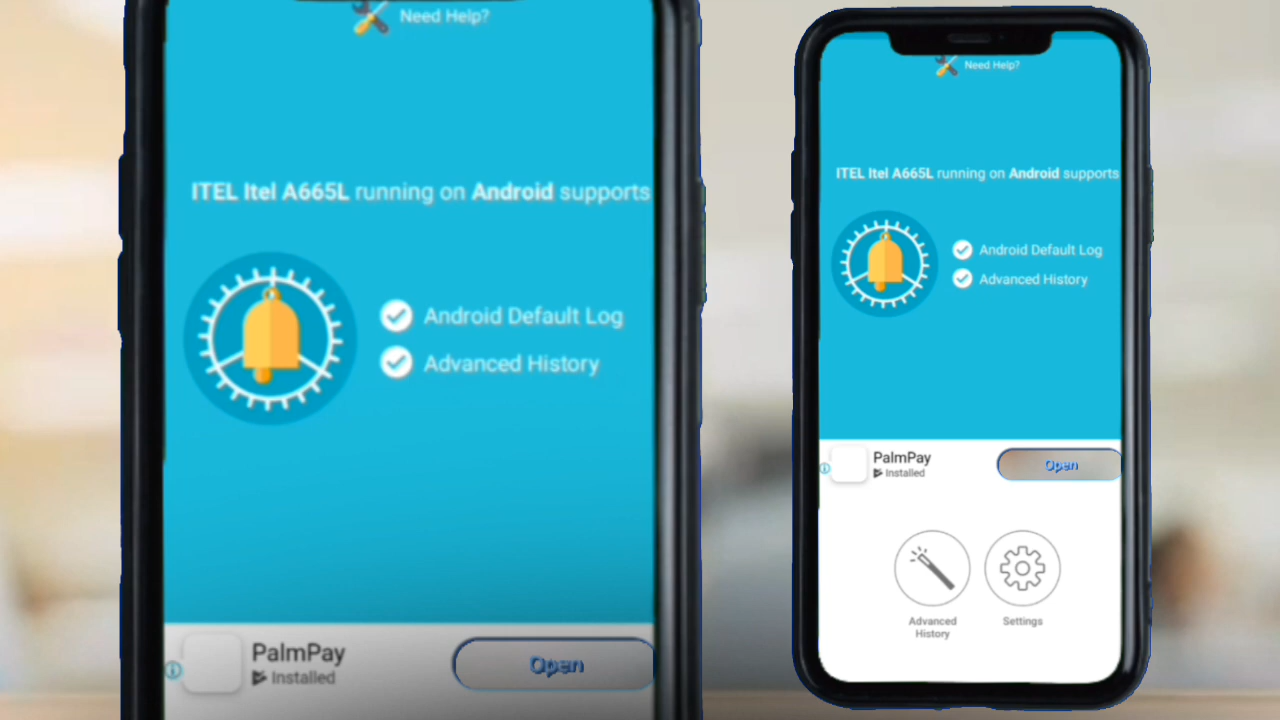 Need Help?
ITEL Itel A665L running on Android supports
Android Default Log
Advanced History
PalmPay
Installed
Open
Need Help?
ITEL Itel A665L running on Android supports
Android Default Log
Advanced History
PalmPay
Installed
Open
Advanced
History
Settings